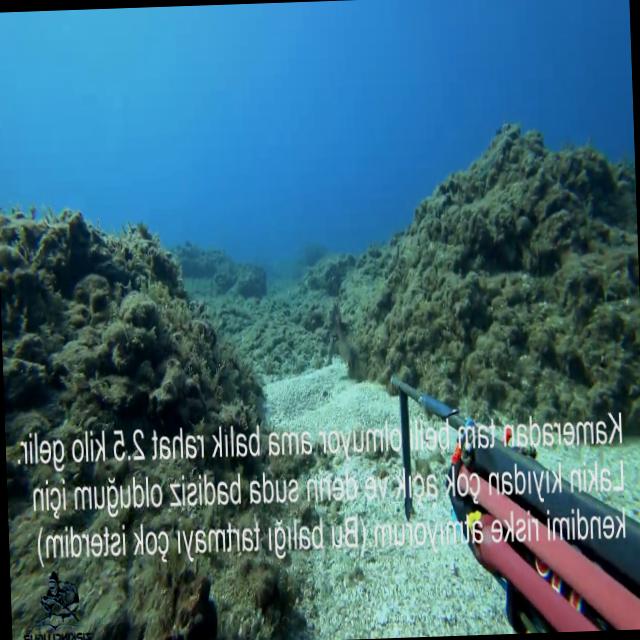 Kameradan tam belli olmuyor ama balık rahat 2.5 kilo gelir.
Lakin kıyıdan çok açık ve derin suda badisiz olduğum için
kendimi riske atmıyorum.(Bu balığı tartmayı çok isterdim)